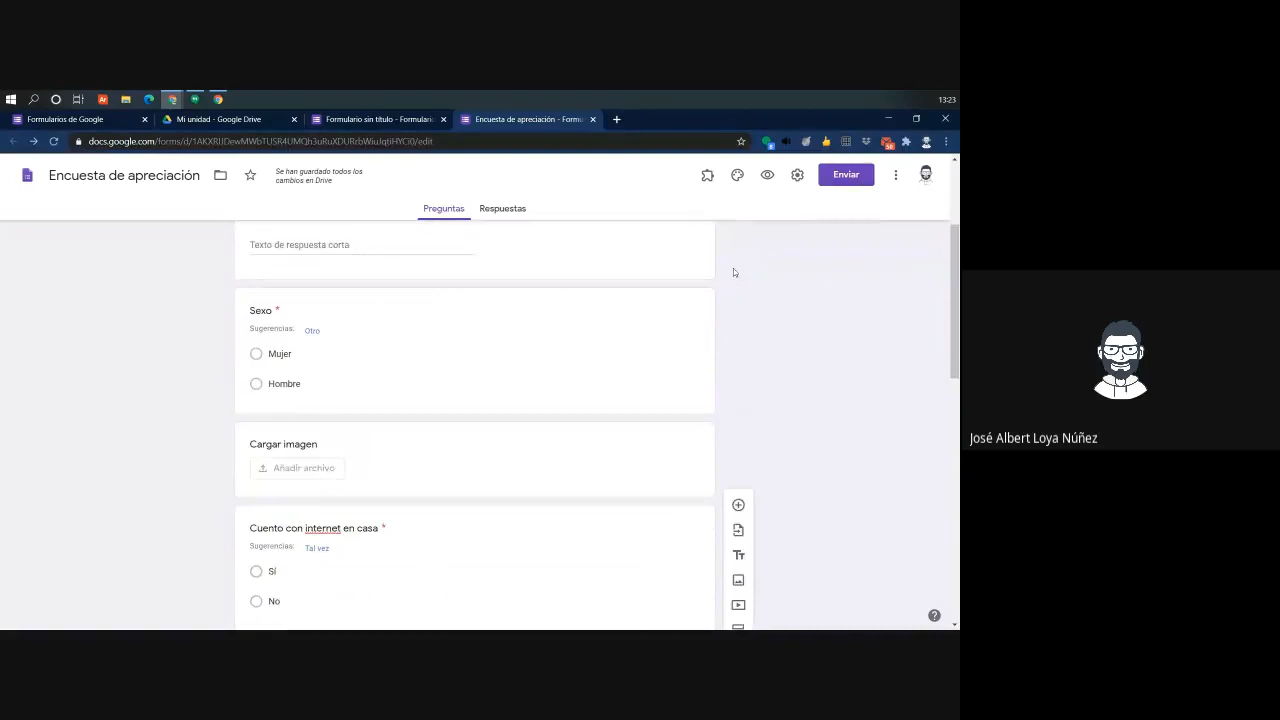 13:23
Formularios de Google
Mi unidad - Google Drive
Formulario sin título - Formulario
Encuesta de apreciación - Formu
docs.google.com/forms/d/
/edit
Encuesta de apreciación
Se han guardado todos los
cambios en Drive
Enviar
Preguntas
Respuestas
Texto de respuesta corta
Sexo *
Sugerencias: Otro
Mujer
Hombre
Cargar imagen
Añadir archivo
Cuento con internet en casa *
Sugerencias: Tal vez
Sí
No
José Albert Loya Núñez